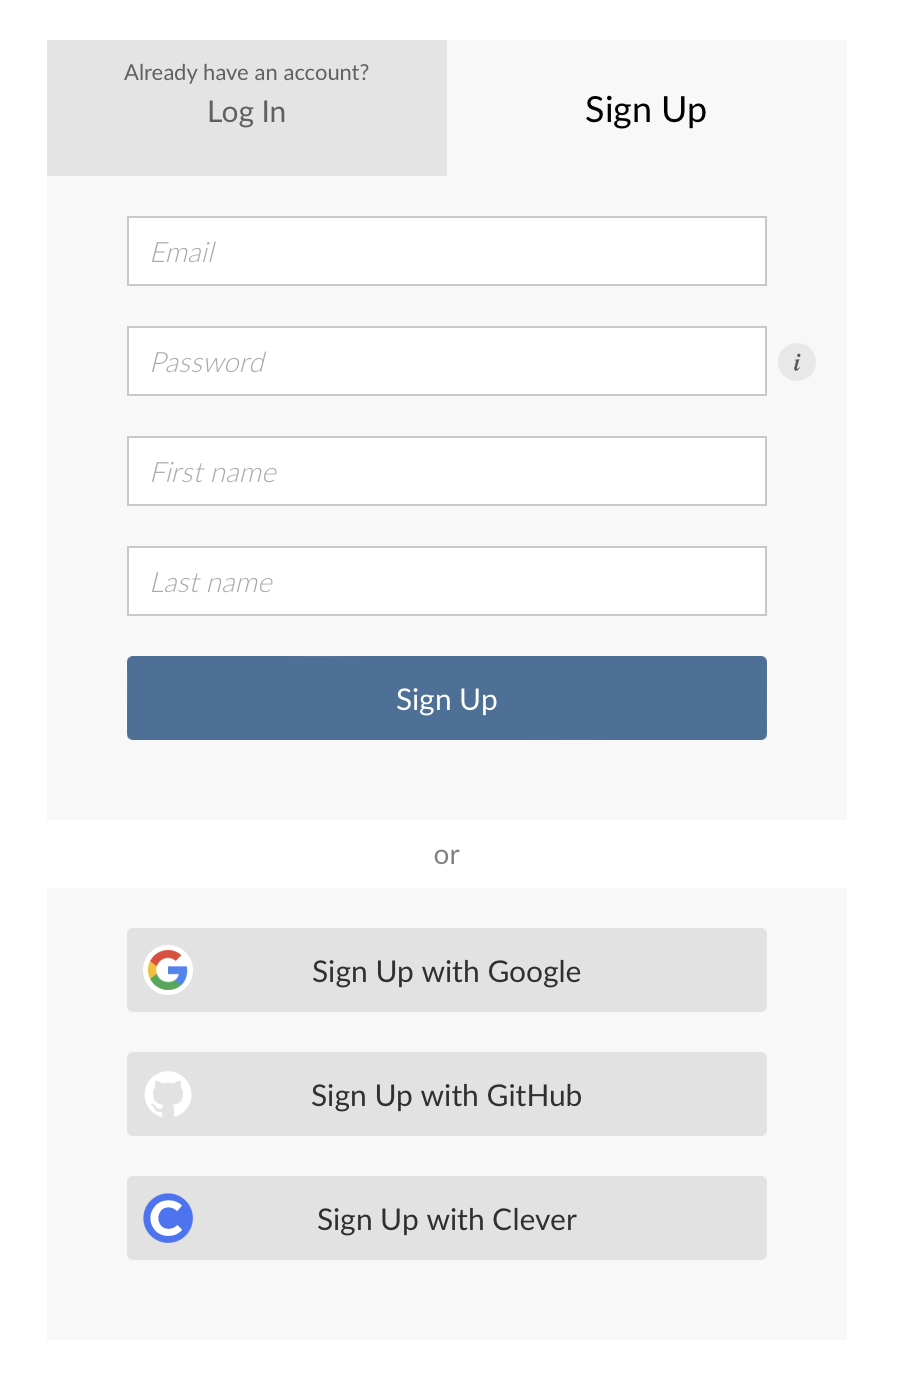 Already have an account?
Log In
Sign Up
Email
Password
i
First name
Last name
Sign Up
or
Sign Up with Google
Sign Up with GitHub
Sign Up with Clever